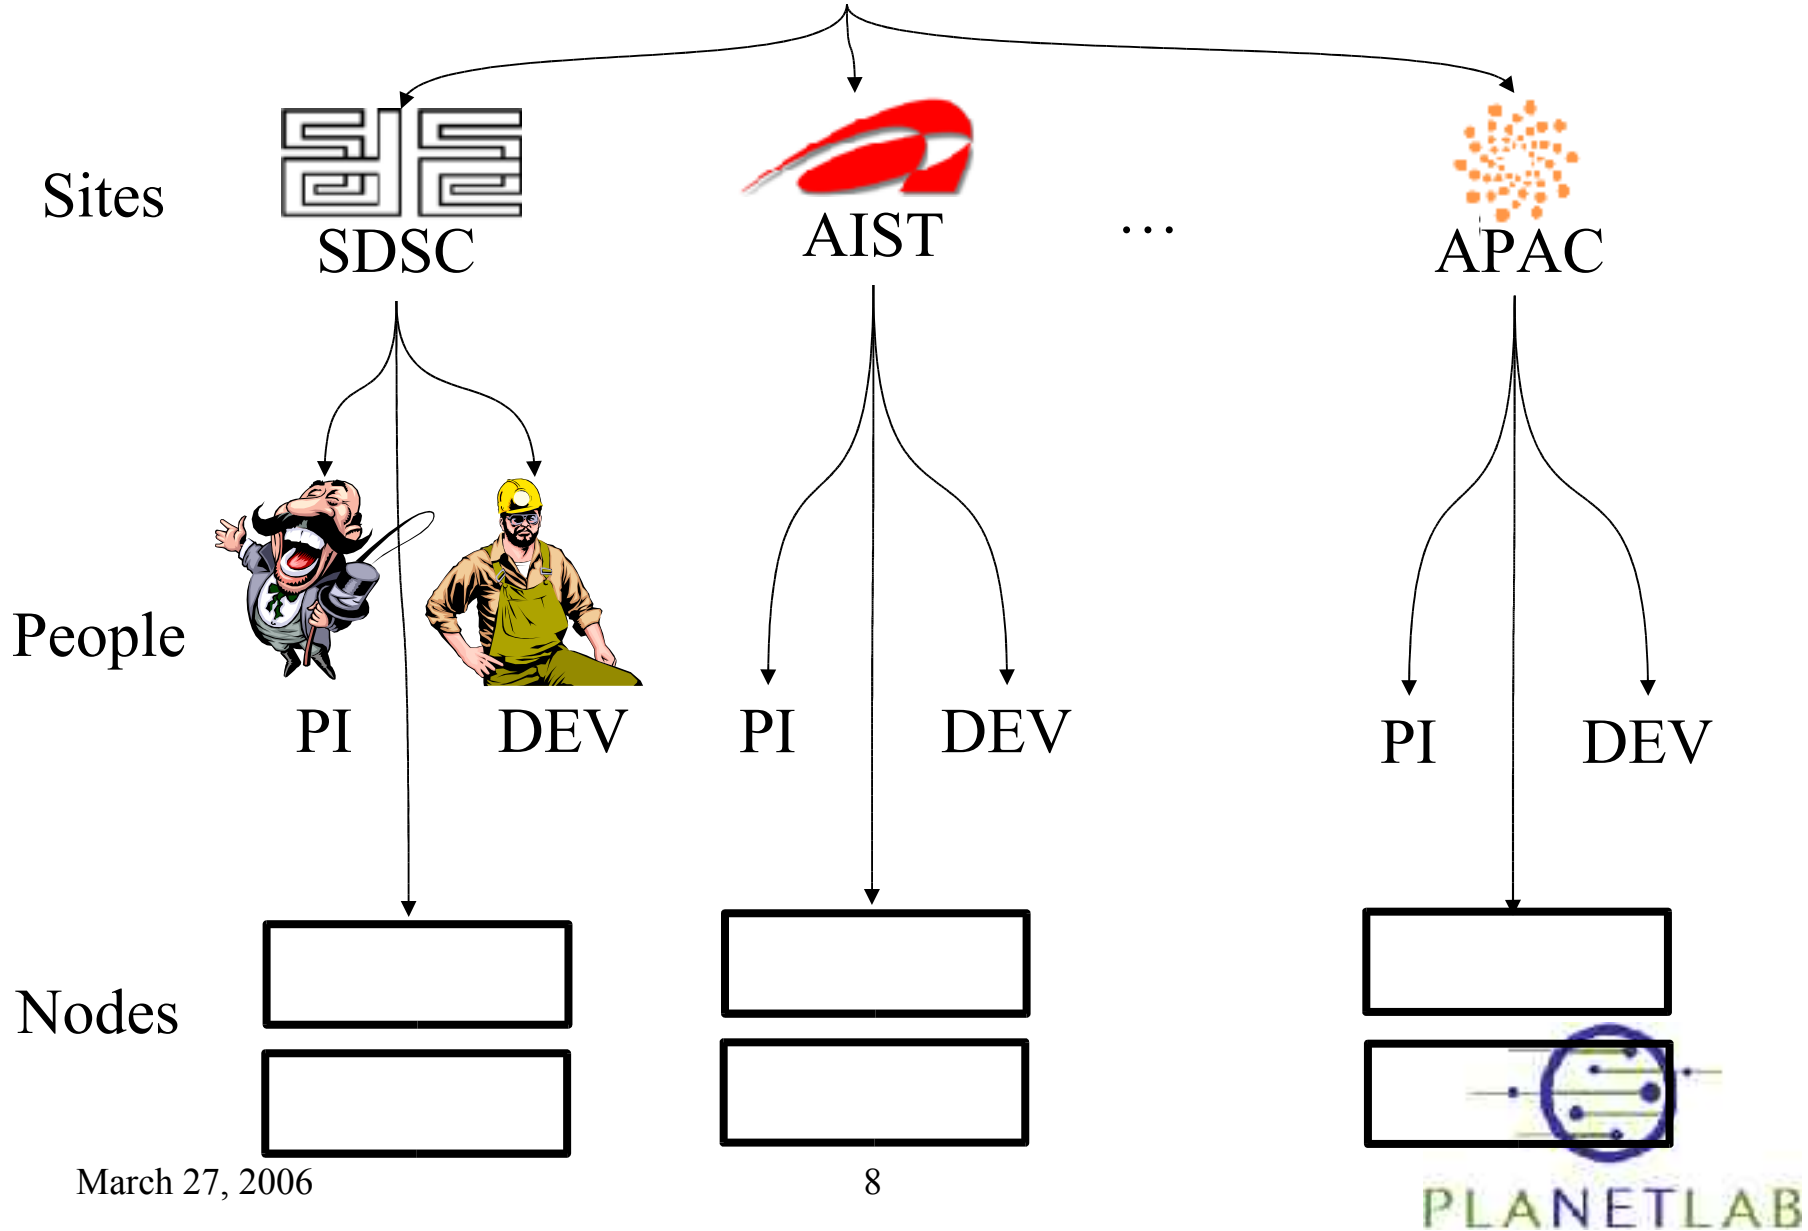 Sites
SDSC
AIST
...
APAC
People
PI
DEV
PI
DEV
PI
DEV
Nodes
March 27, 2006
8
PLANETLAB